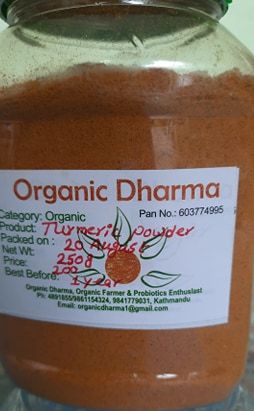 Organic Dharma
Category: Organic Pan No.: 603774995
Product: Turmeric powder
Packed on: 20 August
Net Wt: 250g
Price: 200
Best Before: 1 year
Organic Dharma, Organic Farmer & Probiotics Enthusiast
Ph: 4891855/9861154324, 9841779031, Kathmandu
Email: organicdharma1@gmail.com